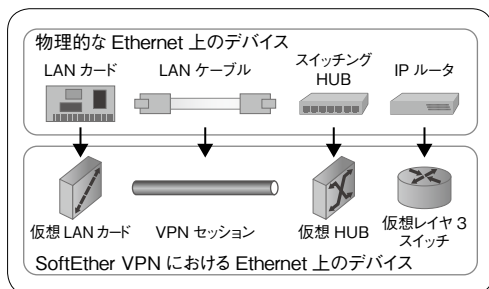 物理的な Ethernet 上のデバイス
LAN カード
LAN ケーブル
スイッチング
HUB
IP ルータ
仮想 LAN カード
VPN セッション
仮想 HUB
仮想レイヤ 3
スイッチ
SoftEther VPN における Ethernet 上のデバイス